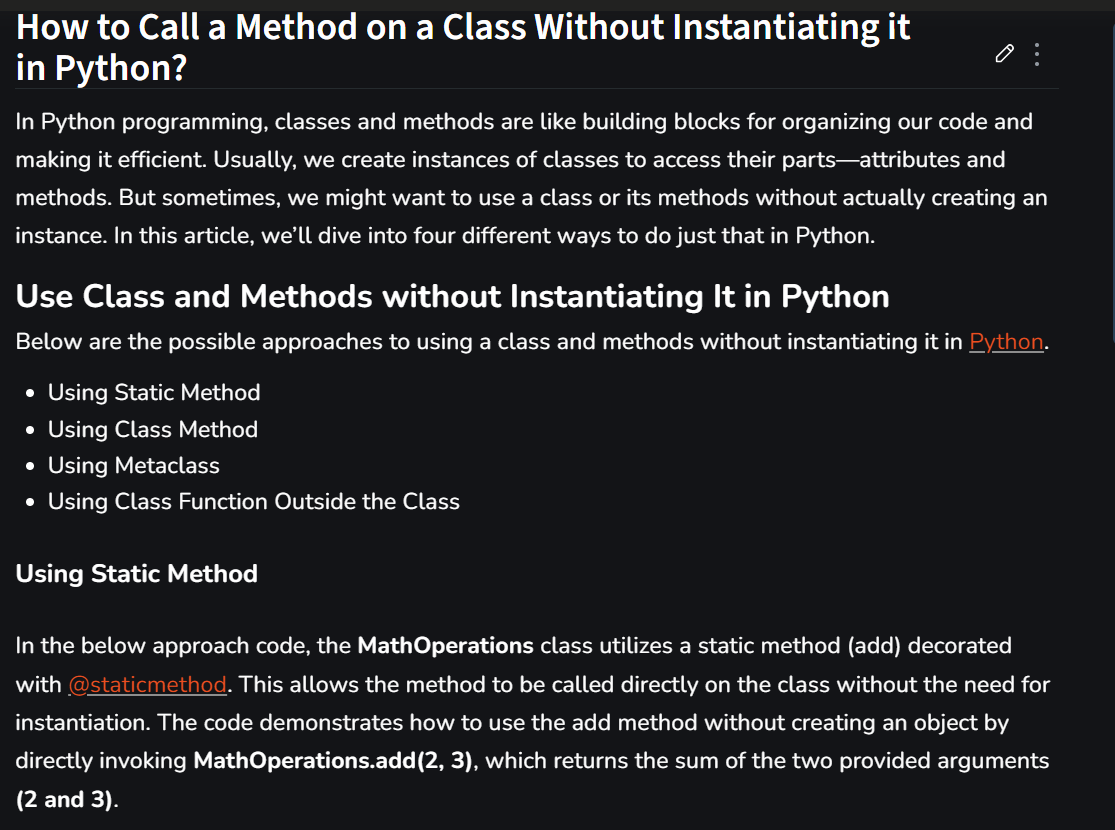 How to Call a Method on a Class Without Instantiating it
in Python?
In Python programming, classes and methods are like building blocks for organizing our code and
making it efficient. Usually, we create instances of classes to access their parts—attributes and
methods. But sometimes, we might want to use a class or its methods without actually creating an
instance. In this article, we’ll dive into four different ways to do just that in Python.
Use Class and Methods without Instantiating It in Python
Below are the possible approaches to using a class and methods without instantiating it in Python.
• Using Static Method
• Using Class Method
• Using Metaclass
• Using Class Function Outside the Class
Using Static Method
In the below approach code, the MathOperations class utilizes a static method (add) decorated
with @staticmethod. This allows the method to be called directly on the class without the need for
instantiation. The code demonstrates how to use the add method without creating an object by
directly invoking MathOperations.add(2, 3), which returns the sum of the two provided arguments
(2 and 3).